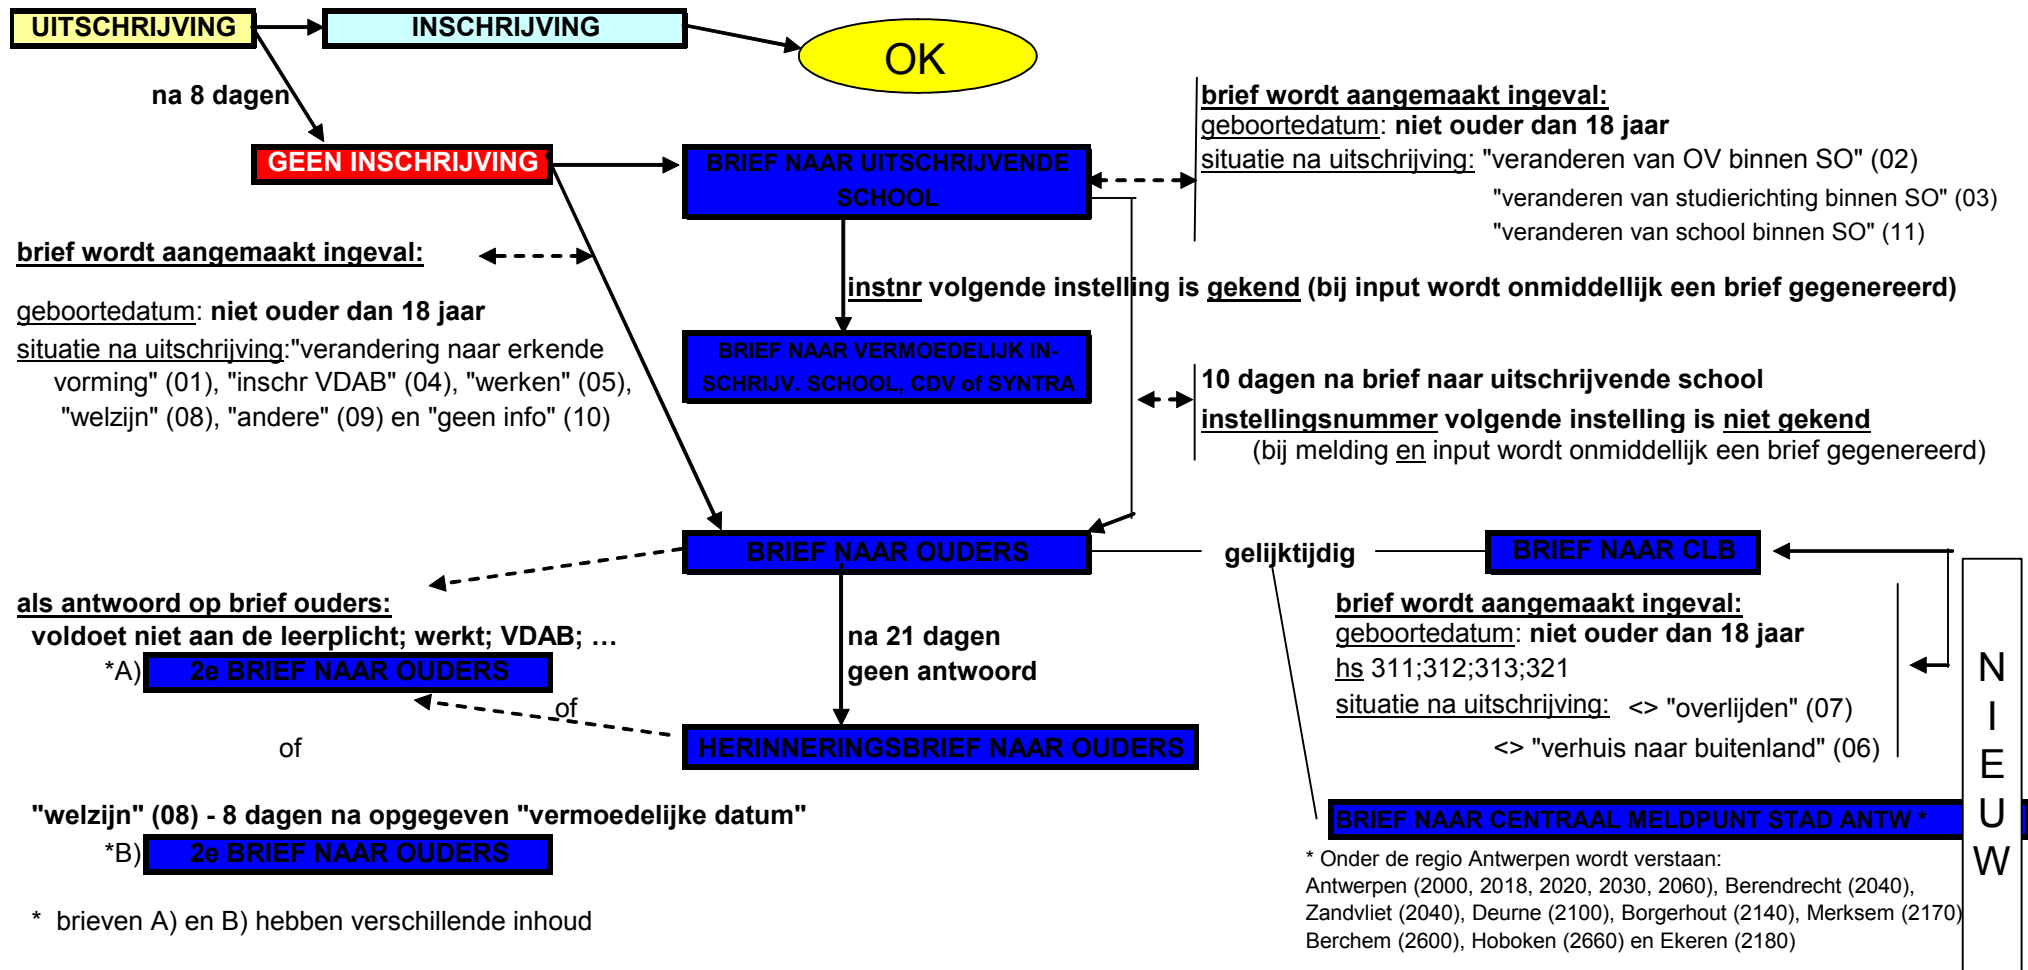 UITSCHRIJVING
INSCHRIJVING
OK
na 8 dagen
GEEN INSCHRIJVING
BRIEF NAAR UITSCHRIJVENDE
SCHOOL
brief wordt aangemaakt ingeval:
geboortedatum: niet ouder dan 18 jaar
situatie na uitschrijving: "veranderen van OV binnen SO" (02)
"veranderen van studierichting binnen SO" (03)
"veranderen van school binnen SO" (11)
brief wordt aangemaakt ingeval:
geboortedatum: niet ouder dan 18 jaar
situatie na uitschrijving:"verandering naar erkende
vorming" (01), "inschr VDAB" (04), "werken" (05),
"welzijn" (08), "andere" (09) en "geen info" (10)
instnr volgende instelling is gekend (bij input wordt onmiddellijk een brief gegenereerd)
BRIEF NAAR VERMOEDELIJK IN-
SCHRIJV. SCHOOL, CDV of SYNTRA
10 dagen na brief naar uitschrijvende school
instellingsnummer volgende instelling is niet gekend
(bij melding en input wordt onmiddellijk een brief gegenereerd)
BRIEF NAAR OUDERS
gelijktijdig
BRIEF NAAR CLB
als antwoord op brief ouders:
voldoet niet aan de leerplicht; werkt; VDAB; …
*A) 2e BRIEF NAAR OUDERS
of
of
na 21 dagen
geen antwoord
HERINNERINGSBRIEF NAAR OUDERS
brief wordt aangemaakt ingeval:
geboortedatum: niet ouder dan 18 jaar
hs 311;312;313;321
situatie na uitschrijving: <> "overlijden" (07)
<> "verhuis naar buitenland" (06)
N
I
E
U
W
"welzijn" (08) - 8 dagen na opgegeven "vermoedelijke datum"
*B) 2e BRIEF NAAR OUDERS
* brieven A) en B) hebben verschillende inhoud
BRIEF NAAR CENTRAAL MELDPUNT STAD ANTW *
* Onder de regio Antwerpen wordt verstaan:
Antwerpen (2000, 2018, 2020, 2030, 2060), Berendrecht (2040),
Zandvliet (2040), Deurne (2100), Borgerhout (2140), Merksem (2170)
Berchem (2600), Hoboken (2660) en Ekeren (2180)